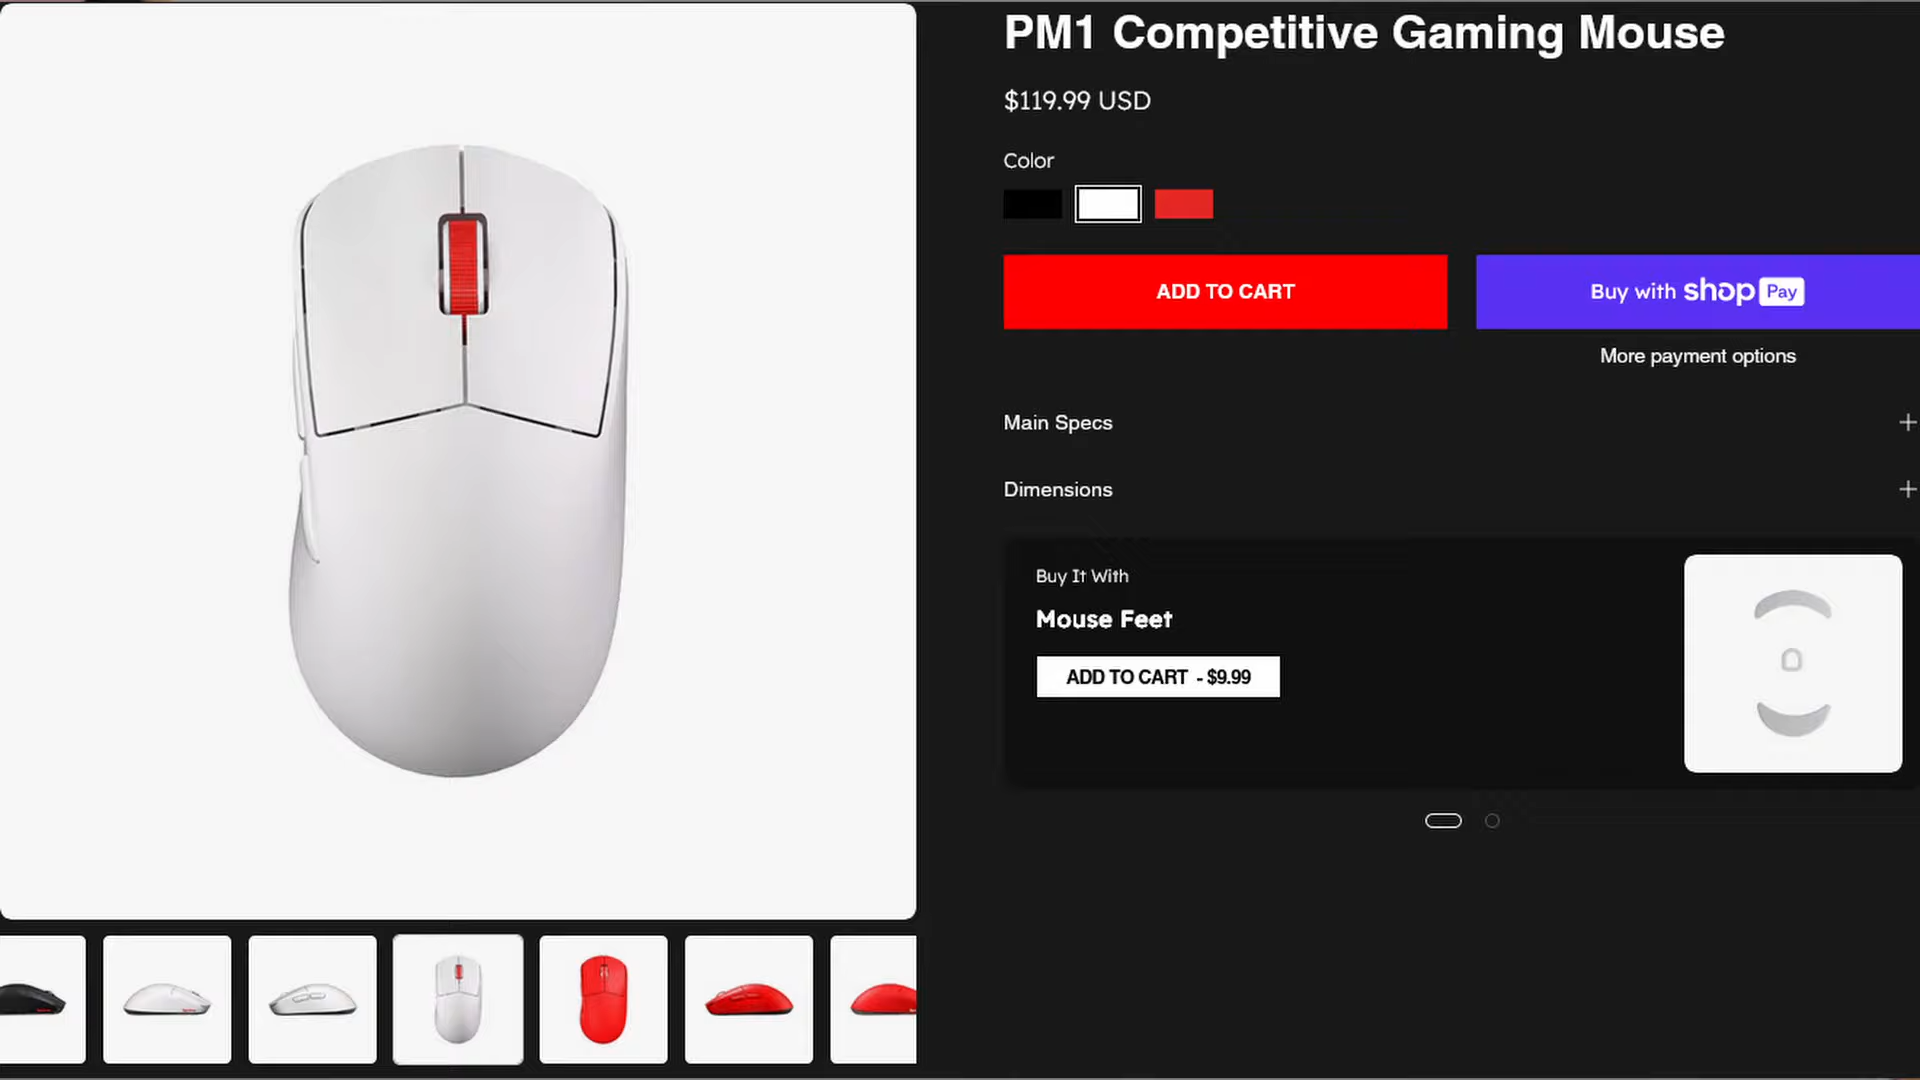 PM1 Competitive Gaming Mouse
$119.99 USD
Color
ADD TO CART
Buy with shop Pay
More payment options
Main Specs
Dimensions
Buy It With
Mouse Feet
ADD TO CART - $9.99